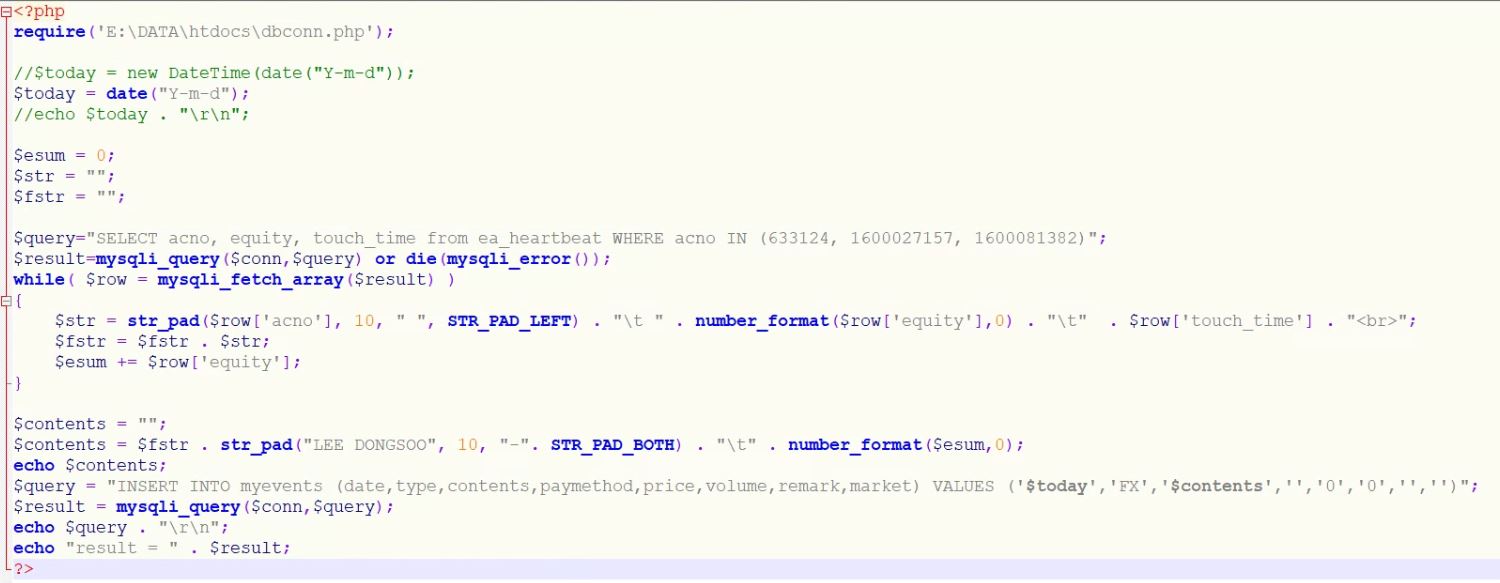 <?php
require('E:\DATA\htdocs\dbconn.php');
//$today = new DateTime(date("Y-m-d"));
$today = date("Y-m-d");
//echo $today . "\r\n";
$esum = 0;
$str = "";
$fstr = "";
$query="SELECT acno, equity, touch_time from ea_heartbeat WHERE acno IN (633124, 1600027157, 1600081382)";
$result=mysqli_query($conn,$query) or die(mysqli_error());
while( $row = mysqli_fetch_array($result) )
{
    $str = str_pad($row['acno'], 10, " ", STR_PAD_LEFT) . "\t " . number_format($row['equity'],0) . "\t"  . $row['touch_time'] . "<br>";
    $fstr = $fstr . $str;
    $esum += $row['equity'];
}
$contents = "";
$contents = $fstr . str_pad("LEE DONGSOO", 10, "-". STR_PAD_BOTH) . "\t" . number_format($esum,0);
echo $contents;
$query = "INSERT INTO myevents (date,type,contents,paymethod,price,volume,remark,market) VALUES ('$today','FX','$contents','','0','0','','')";
$result = mysqli_query($conn,$query);
echo $query . "\r\n";
echo "result = " . $result;
?>